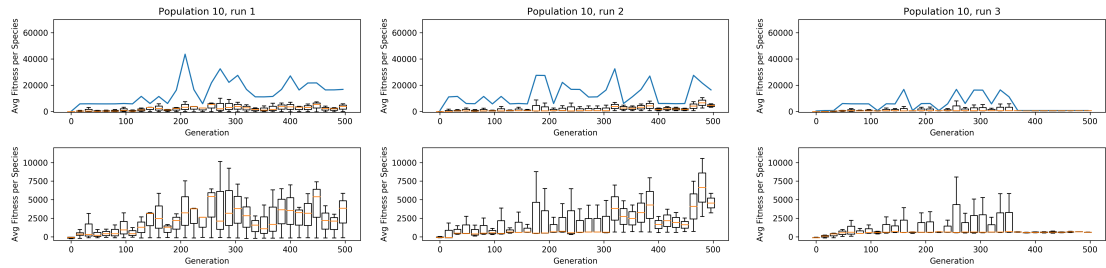 Population 10, run 1
Avg Fitness per Species
60000
40000
20000
0
0 100 200 300 400 500
Generation
Population 10, run 2
Avg Fitness per Species
60000
40000
20000
0
0 100 200 300 400 500
Generation
Population 10, run 3
Avg Fitness per Species
60000
40000
20000
0
0 100 200 300 400 500
Generation
Avg Fitness per Species
10000
7500
5000
2500
0
0 100 200 300 400 500
Generation
Avg Fitness per Species
10000
7500
5000
2500
0
0 100 200 300 400 500
Generation
Avg Fitness per Species
10000
7500
5000
2500
0
0 100 200 300 400 500
Generation